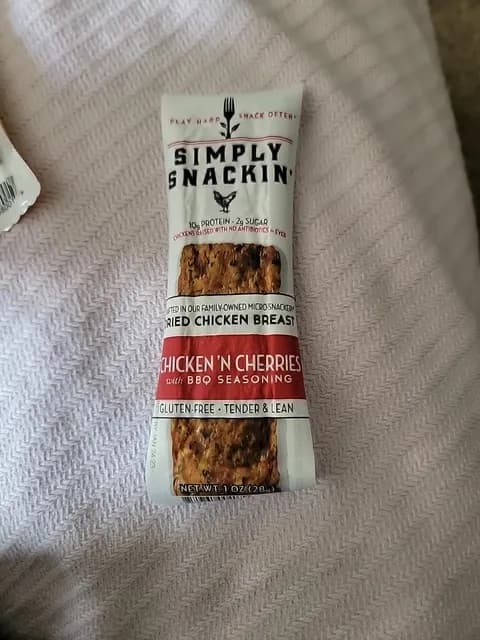 PLAY HARD SNACK OFTEN
SIMPLY
SNACKIN'
10g PROTEIN - 2g SUGAR
CHICKENS RAISED WITH NO ANTIBIOTICS - EVER
FTED IN OUR FAMILY-OWNED MICRO-SNACKERY
RIED CHICKEN BREAST
CHICKEN 'N CHERRIES
with BBQ SEASONING
GLUTEN-FREE • TENDER & LEAN
NET WT 1 OZ (28g)